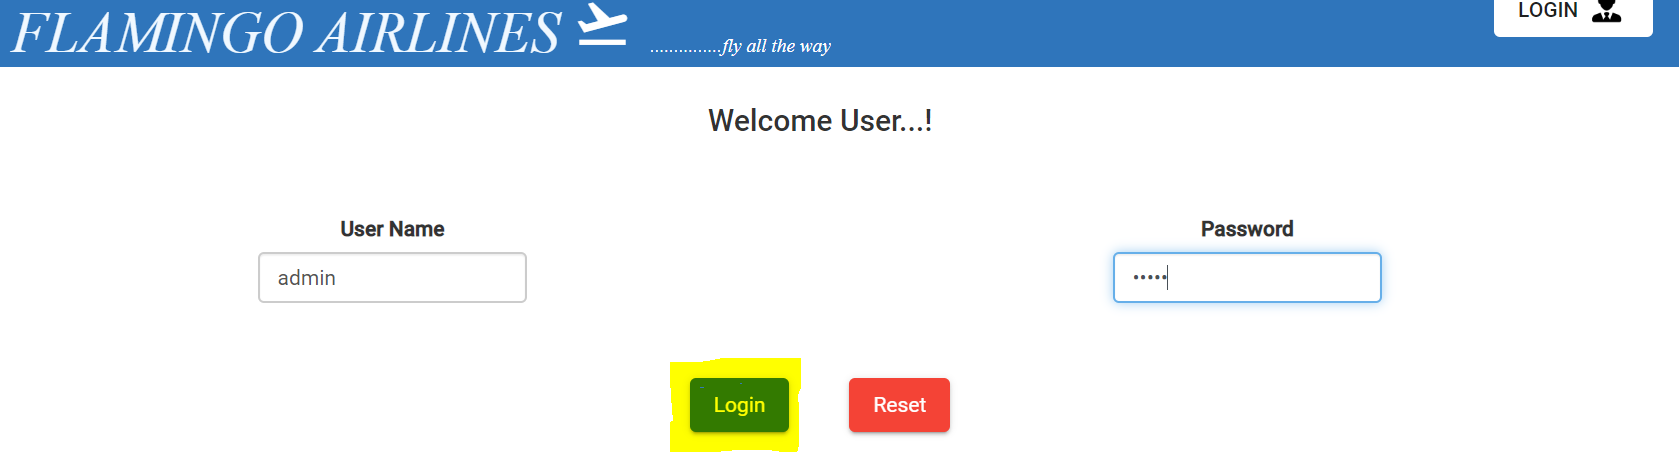 FLAMINGO AIRLINES
...............fly all the way
LOGIN
Welcome User...!
User Name
Password
admin
•••••
Login
Reset